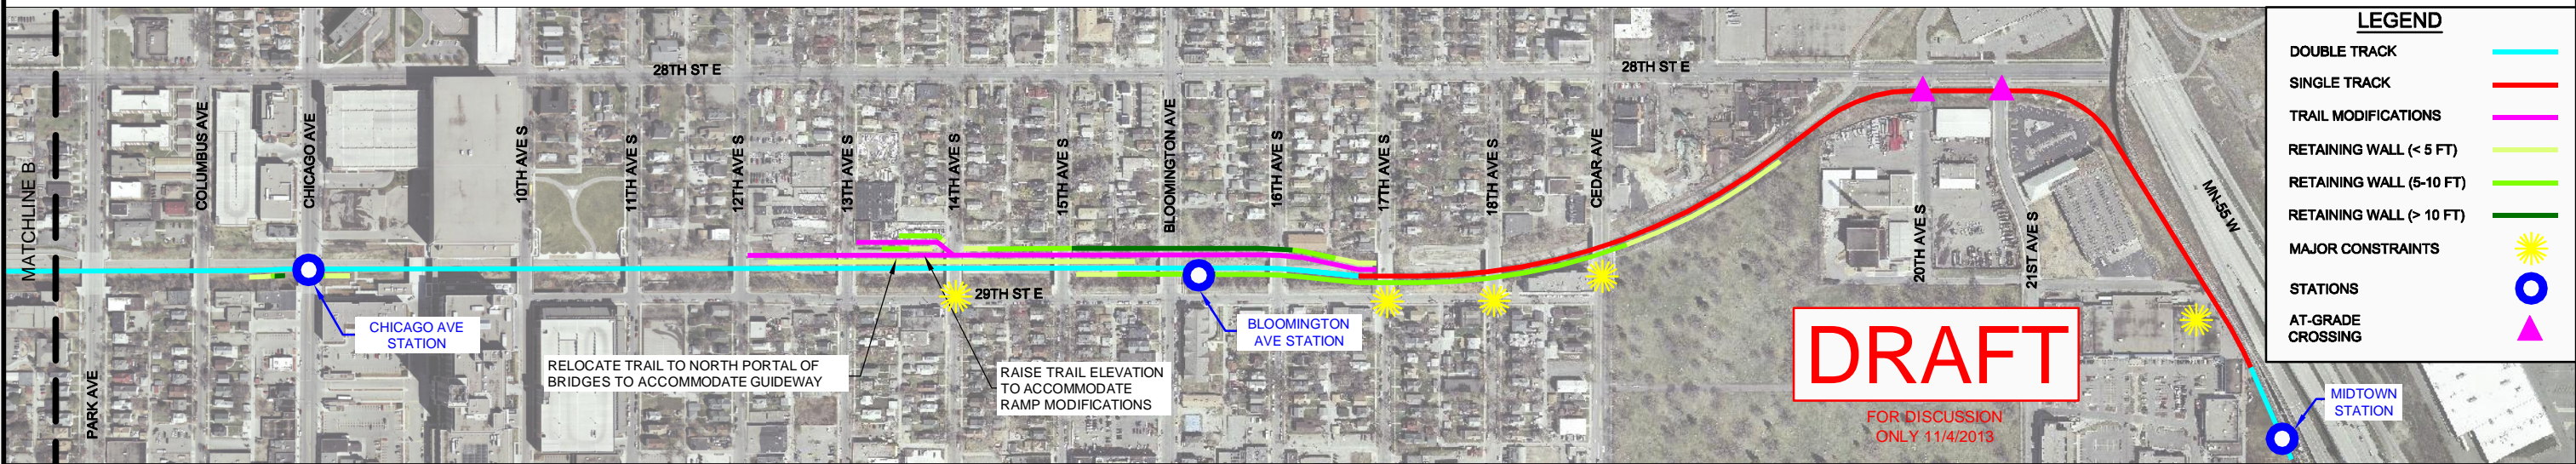 MATCHLINE B
PARK AVE
COLUMBUS AVE
CHICAGO AVE
10TH AVE S
11TH AVE S
12TH AVE S
13TH AVE S
14TH AVE S
15TH AVE S
BLOOMINGTON AVE
16TH AVE S
17TH AVE S
18TH AVE S
CEDAR AVE
20TH AVE S
21ST AVE S
MN-55 W
28TH ST E
28TH ST E
29TH ST E
CHICAGO AVE
STATION
RELOCATE TRAIL TO NORTH PORTAL OF
BRIDGES TO ACCOMMODATE GUIDEWAY
RAISE TRAIL ELEVATION
TO ACCOMMODATE
RAMP MODIFICATIONS
BLOOMINGTON
AVE STATION
DRAFT
FOR DISCUSSION
ONLY 11/4/2013
MIDTOWN
STATION
LEGEND
DOUBLE TRACK
SINGLE TRACK
TRAIL MODIFICATIONS
RETAINING WALL (< 5 FT)
RETAINING WALL (5-10 FT)
RETAINING WALL (> 10 FT)
MAJOR CONSTRAINTS
STATIONS
AT-GRADE
CROSSING